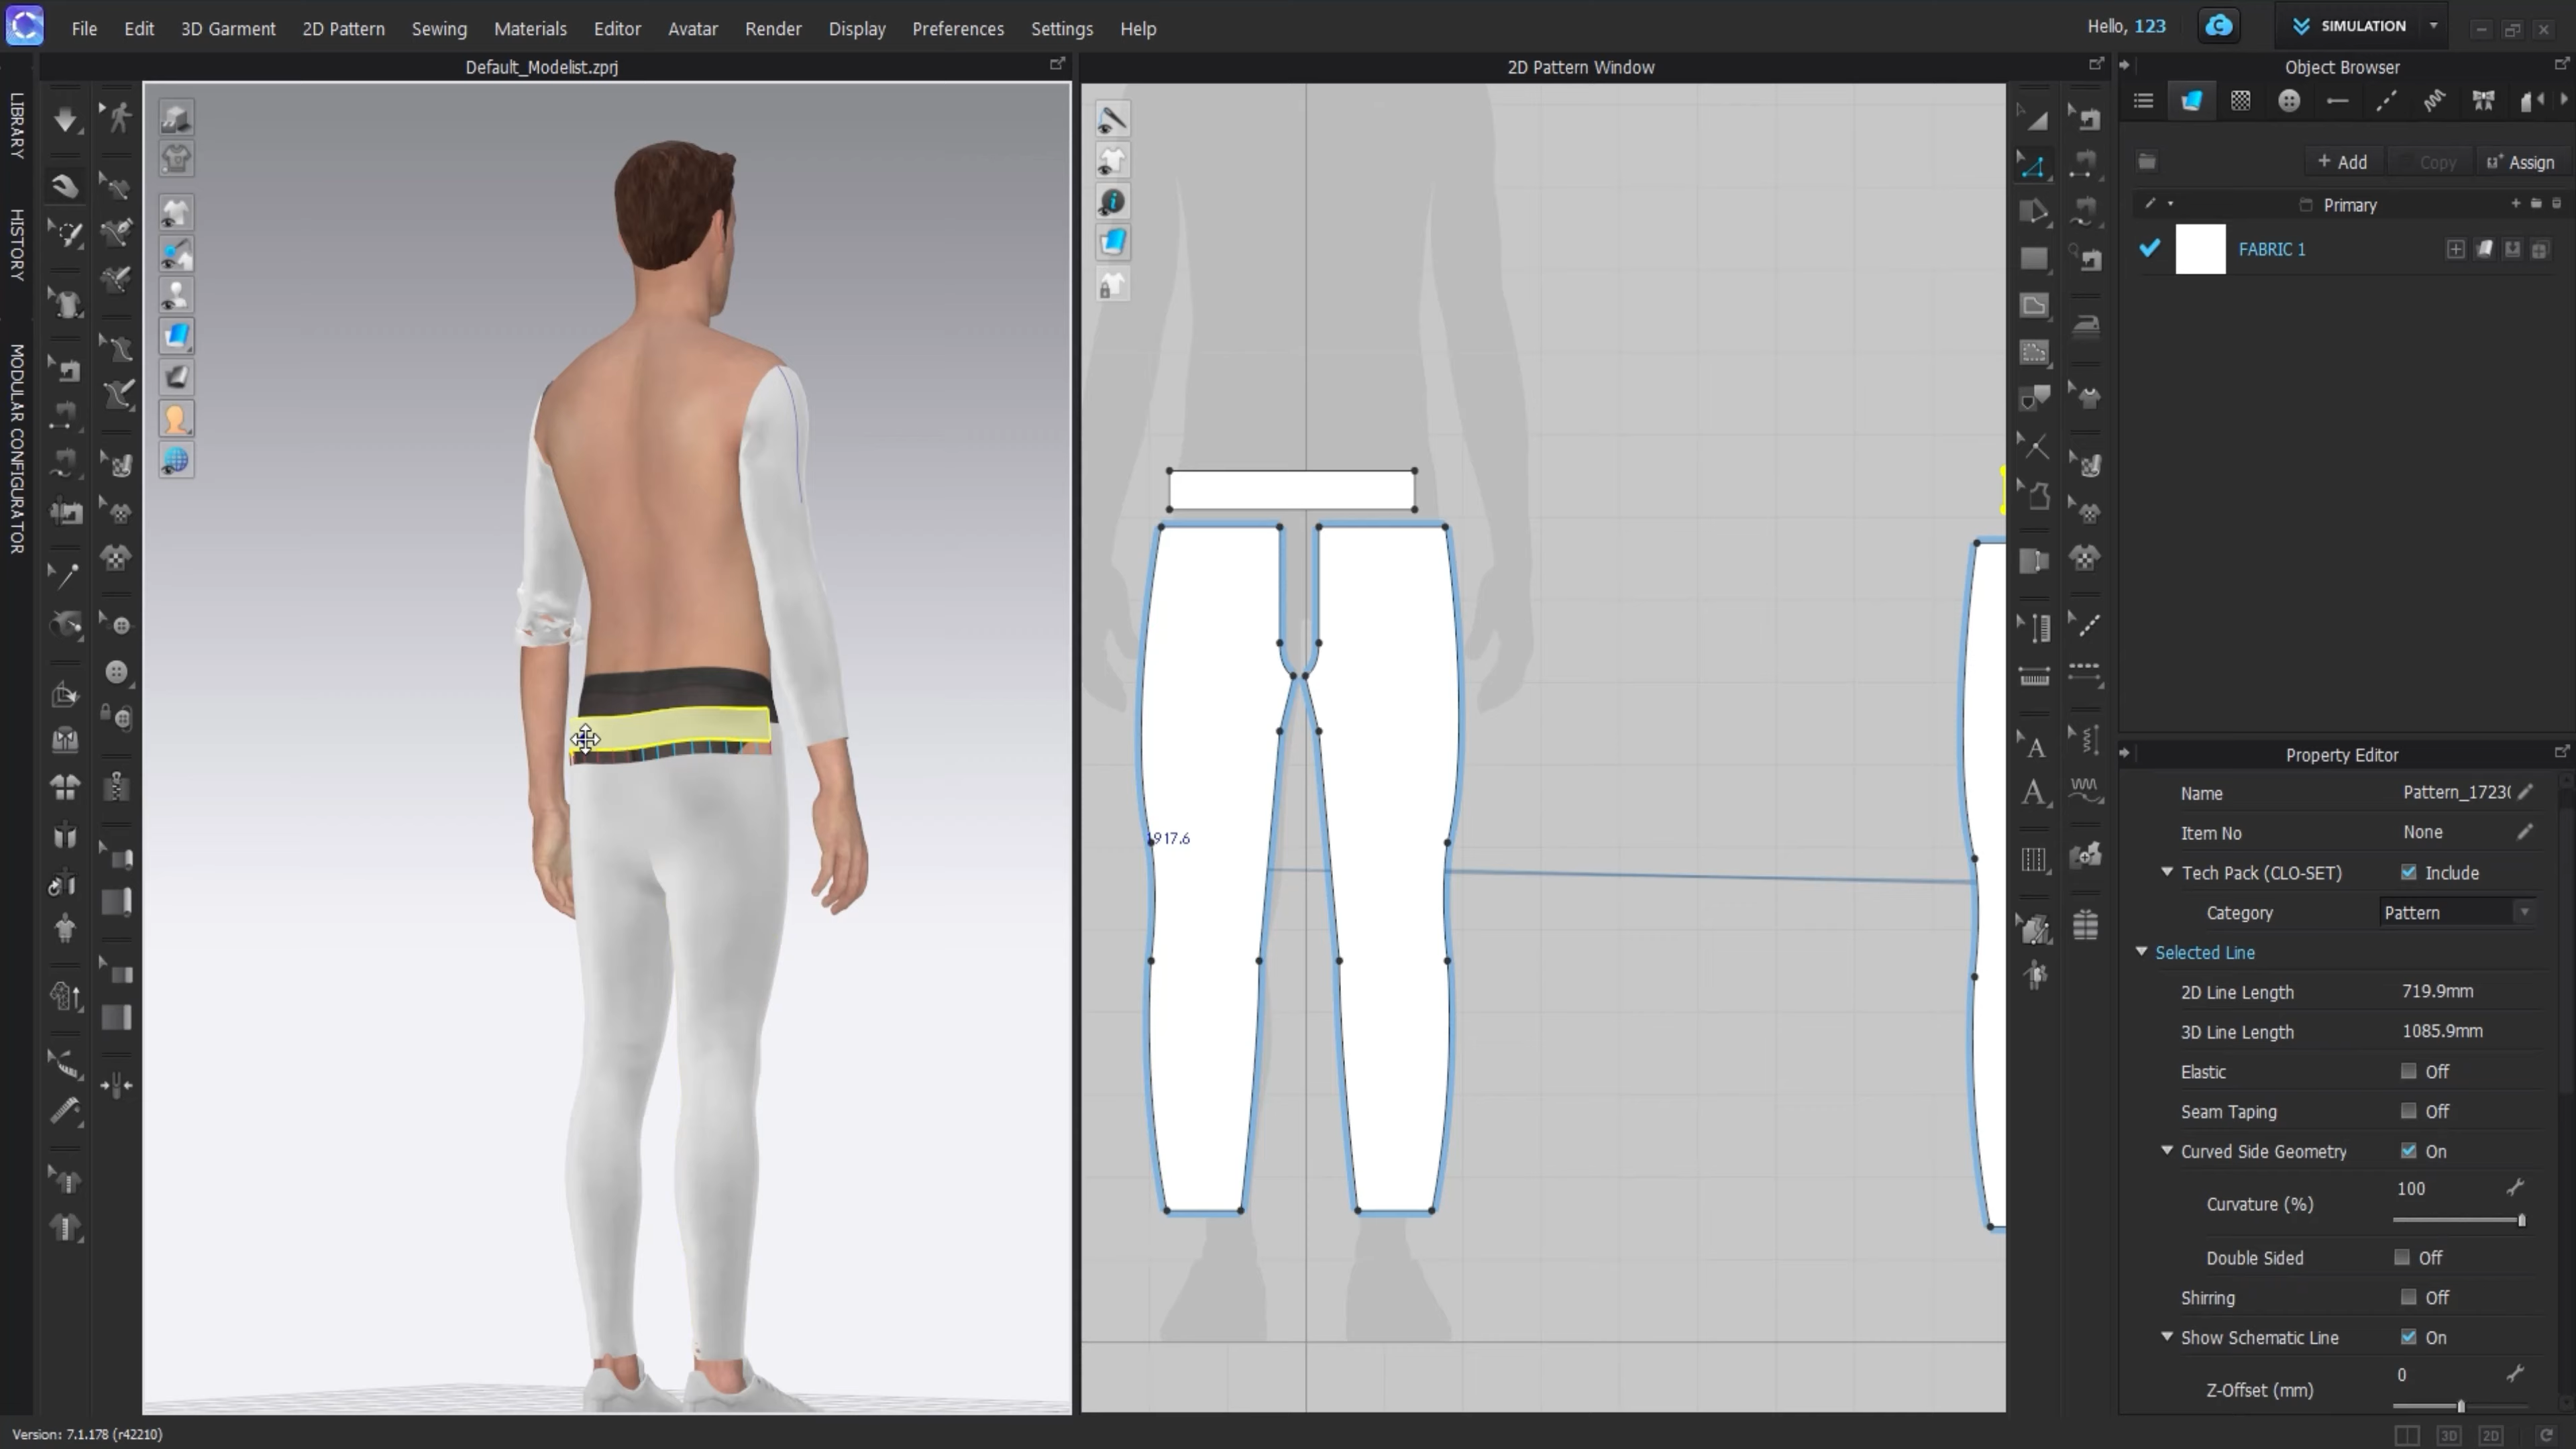 File Edit 3D Garment 2D Pattern Sewing Materials Editor Avatar Render Display Preferences Settings Help
Hello, 123
SIMULATION
Default_Modelist.zprj
2D Pattern Window
Object Browser
LIBRARY
HISTORY
MODULAR CONFIGURATOR
+ Add
Copy
Assign
Primary
FABRIC 1
917.6
Property Editor
Name Pattern_1723
Item No None
Tech Pack (CLO-SET) Include
Category Pattern
Selected Line
2D Line Length 719.9mm
3D Line Length 1085.9mm
Elastic Off
Seam Taping Off
Curved Side Geometry On
100
Curvature (%)
Double Sided Off
Shirring Off
Show Schematic Line On
0
Z-Offset (mm)
Version: 7.1.178 (r42210)
3D 2D